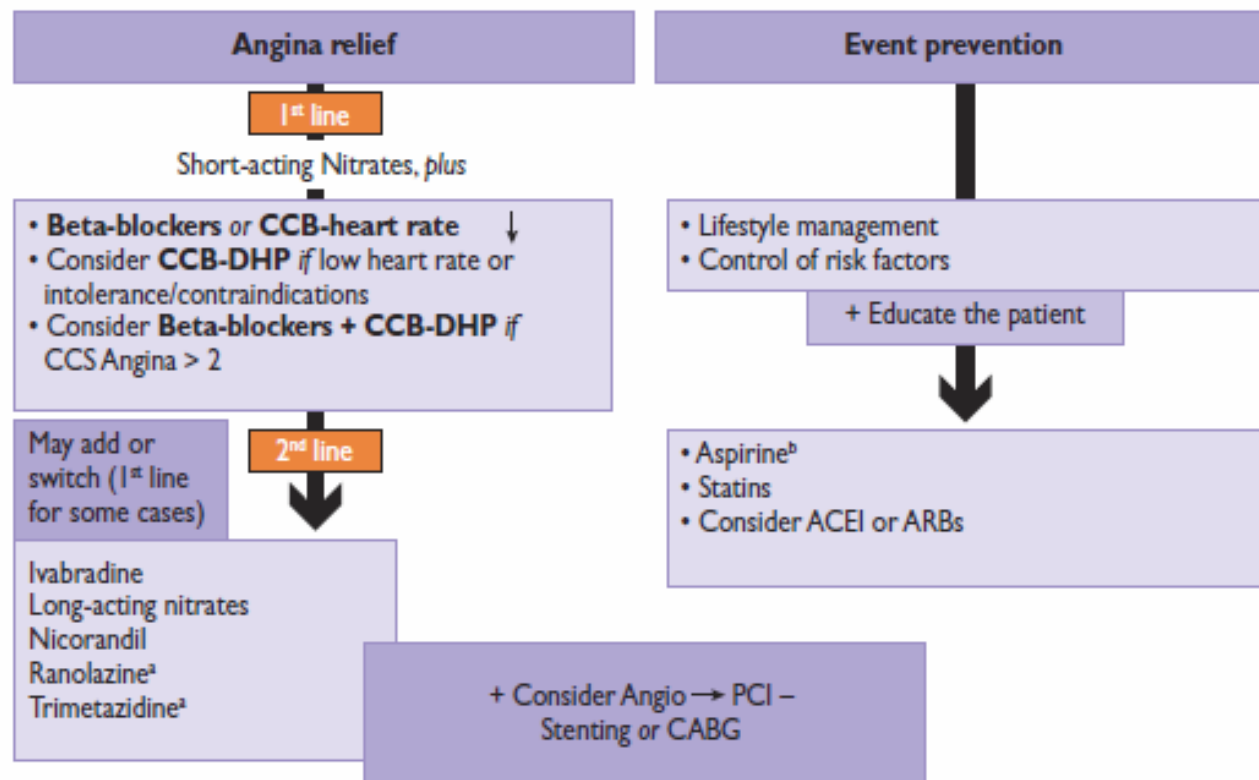 Angina relief
1st line
Short-acting Nitrates, plus
• Beta-blockers or CCB-heart rate ↓
• Consider CCB-DHP if low heart rate or
intolerance/contraindications
• Consider Beta-blockers + CCB-DHP if
CCS Angina > 2
May add or
switch (1st line
for some cases)
2nd line
Ivabradine
Long-acting nitrates
Nicorandil
Ranolazineª
Trimetazidineª
+ Consider Angio → PCI –
Stenting or CABG
Event prevention
• Lifestyle management
• Control of risk factors
+ Educate the patient
• Aspirineᵇ
• Statins
• Consider ACEI or ARBs